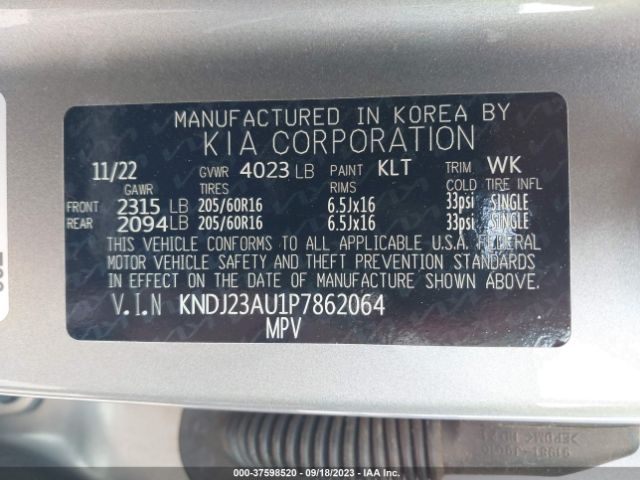 MANUFACTURED IN KOREA BY
KIA CORPORATION
11/22 GVWR 4023 LB PAINT KLT TRIM WK
GAWR TIRES RIMS COLD TIRE INFL
FRONT 2315 LB 205/60R16 6.5Jx16 33psi SINGLE
REAR 2094 LB 205/60R16 6.5Jx16 33psi SINGLE
THIS VEHICLE CONFORMS TO ALL APPLICABLE U.S.A. FEDERAL
MOTOR VEHICLE SAFETY AND THEFT PREVENTION STANDARDS
IN EFFECT ON THE DATE OF MANUFACTURE SHOWN ABOVE.
V.I.N KNDJ23AU1P7862064
MPV
000-37598520 - 09/18/2023 - IAA Inc.